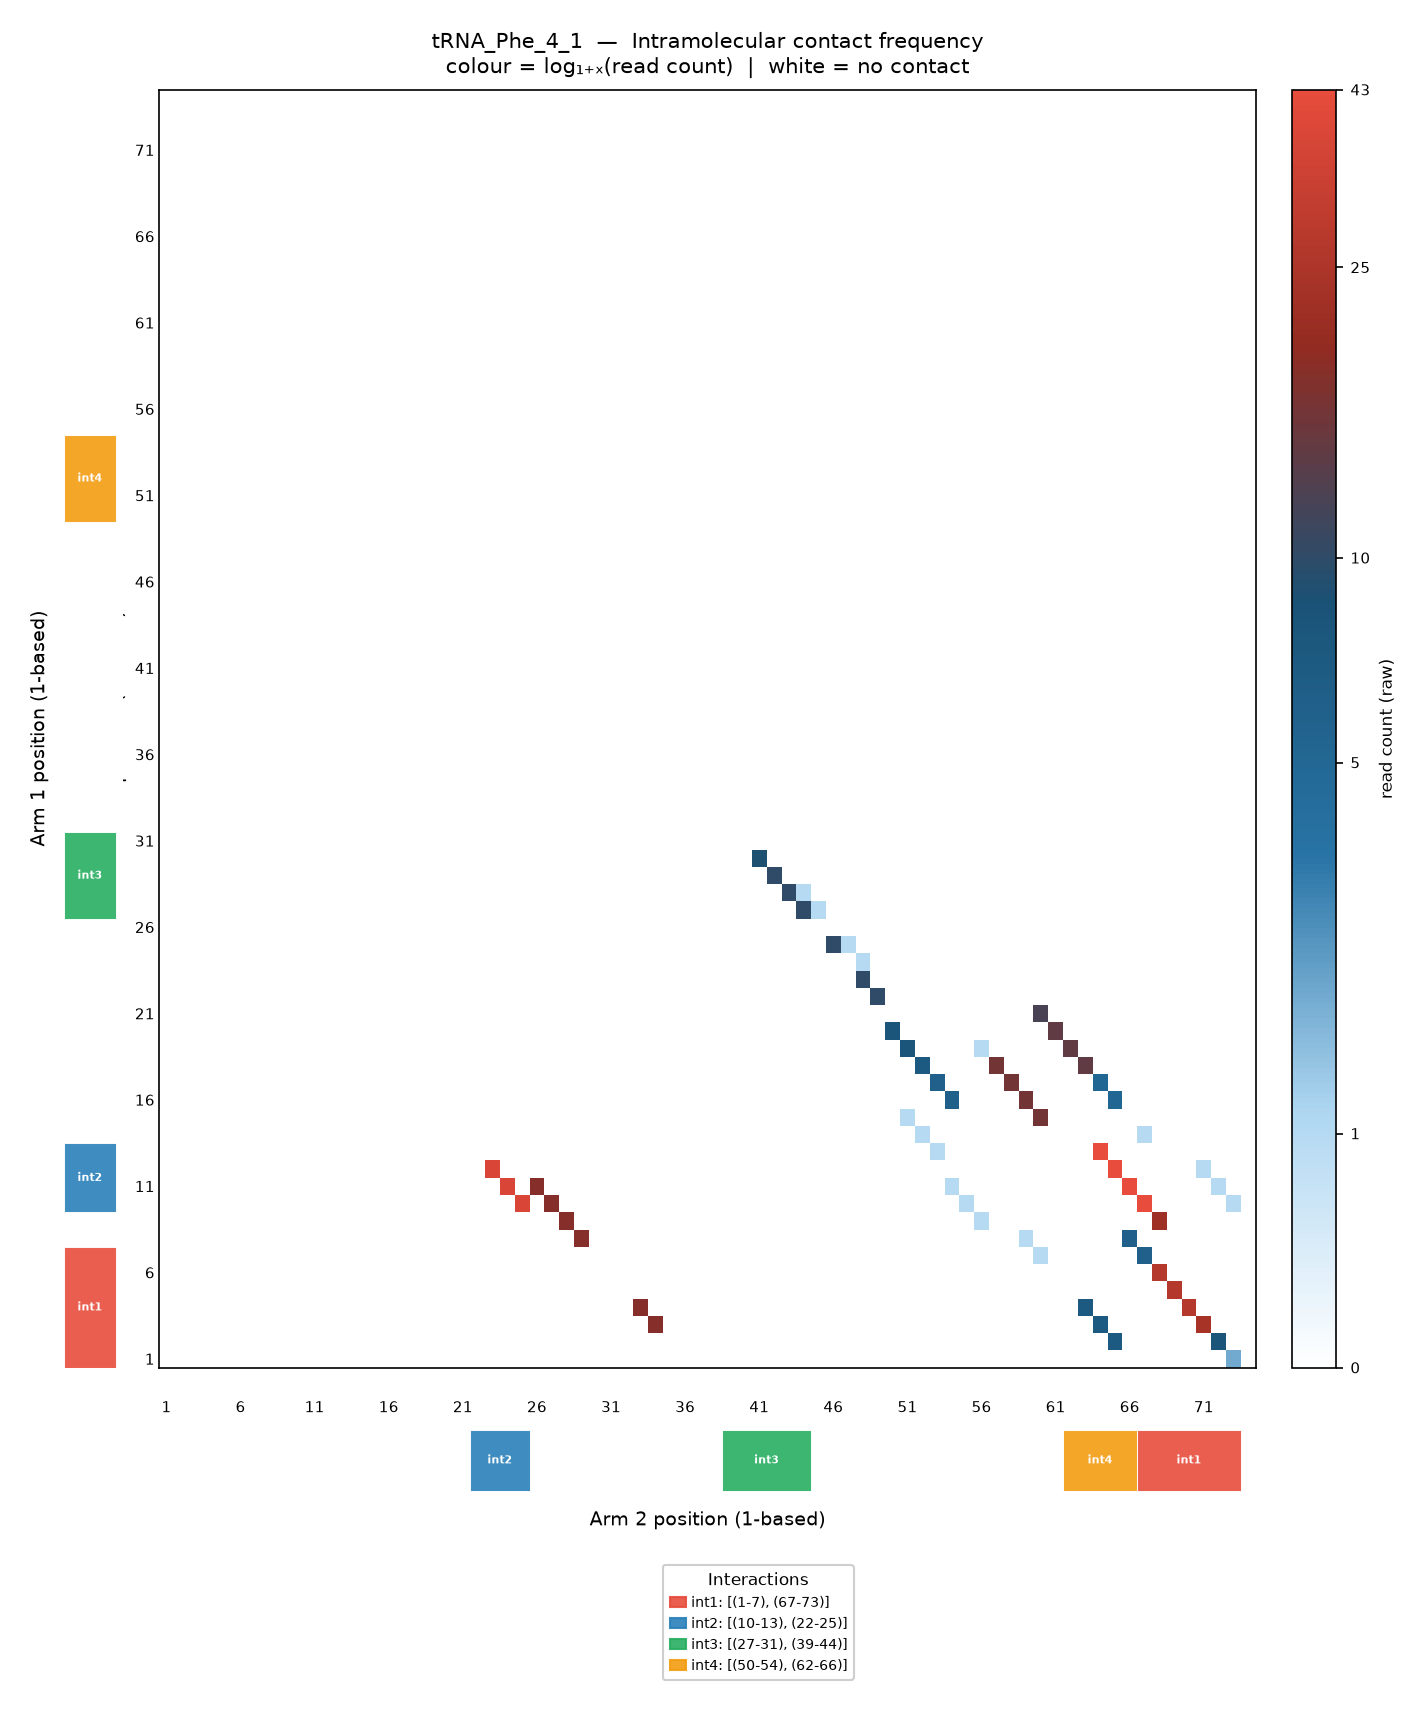 tRNA_Phe_4_1 — Intramolecular contact frequency
colour = log₁₊ₓ(read count) | white = no contact
Arm 1 position (1-based)
71
66
61
56
51
46
41
36
31
26
21
16
11
6
1
int4
int3
int2
int1
1 6 11 16 21 26 31 36 41 46 51 56 61 66 71
int2 int3 int4 int1
Arm 2 position (1-based)
43
25
10
5
1
0
read count (raw)
Interactions
int1: [(1-7), (67-73)]
int2: [(10-13), (22-25)]
int3: [(27-31), (39-44)]
int4: [(50-54), (62-66)]